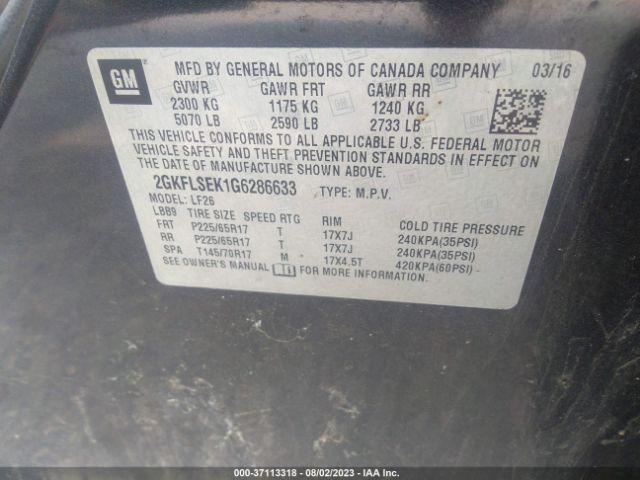 GM
MFD BY GENERAL MOTORS OF CANADA COMPANY 03/16
GVWR GAWR FRT GAWR RR
2300 KG 1175 KG 1240 KG
5070 LB 2590 LB 2733 LB
THIS VEHICLE CONFORMS TO ALL APPLICABLE U.S. FEDERAL MOTOR
VEHICLE SAFETY AND THEFT PREVENTION STANDARDS IN EFFECT ON
THE DATE OF MANUFACTURE SHOWN ABOVE.
2GKFLSEK1G6286633 TYPE: M.P.V.
MODEL: LF26
LBB9 TIRE SIZE SPEED RTG RIM COLD TIRE PRESSURE
FRT P225/65R17 T 17X7J 240KPA(35PSI)
RR P225/65R17 T 17X7J 240KPA(35PSI)
SPA T145/70R17 M 17X4.5T 420KPA(60PSI)
SEE OWNER'S MANUAL FOR MORE INFORMATION.
000-37113318 - 08/02/2023 - IAA Inc.